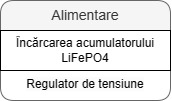 Alimentare
Încărcarea acumulatorului
LiFePO4
Regulator de tensiune